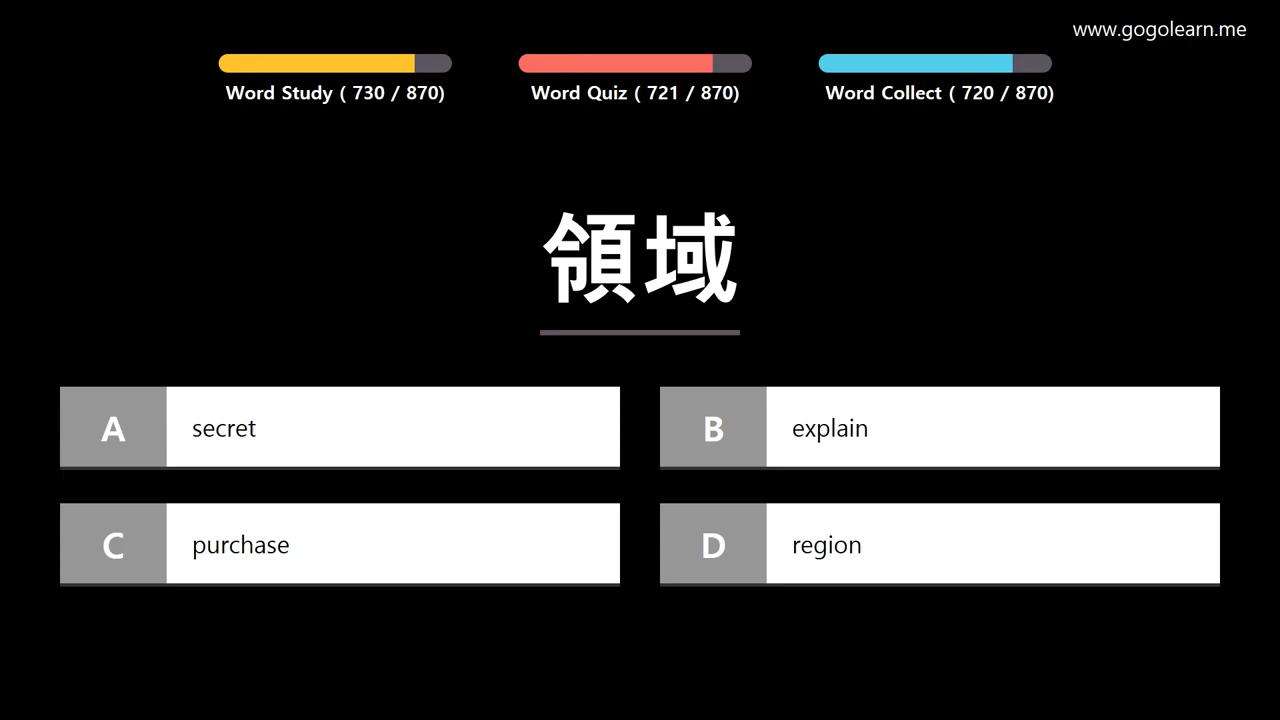 www.gogolearn.me
Word Study ( 730 / 870)
Word Quiz ( 721 / 870)
Word Collect ( 720 / 870)
領域
A secret
B explain
C purchase
D region